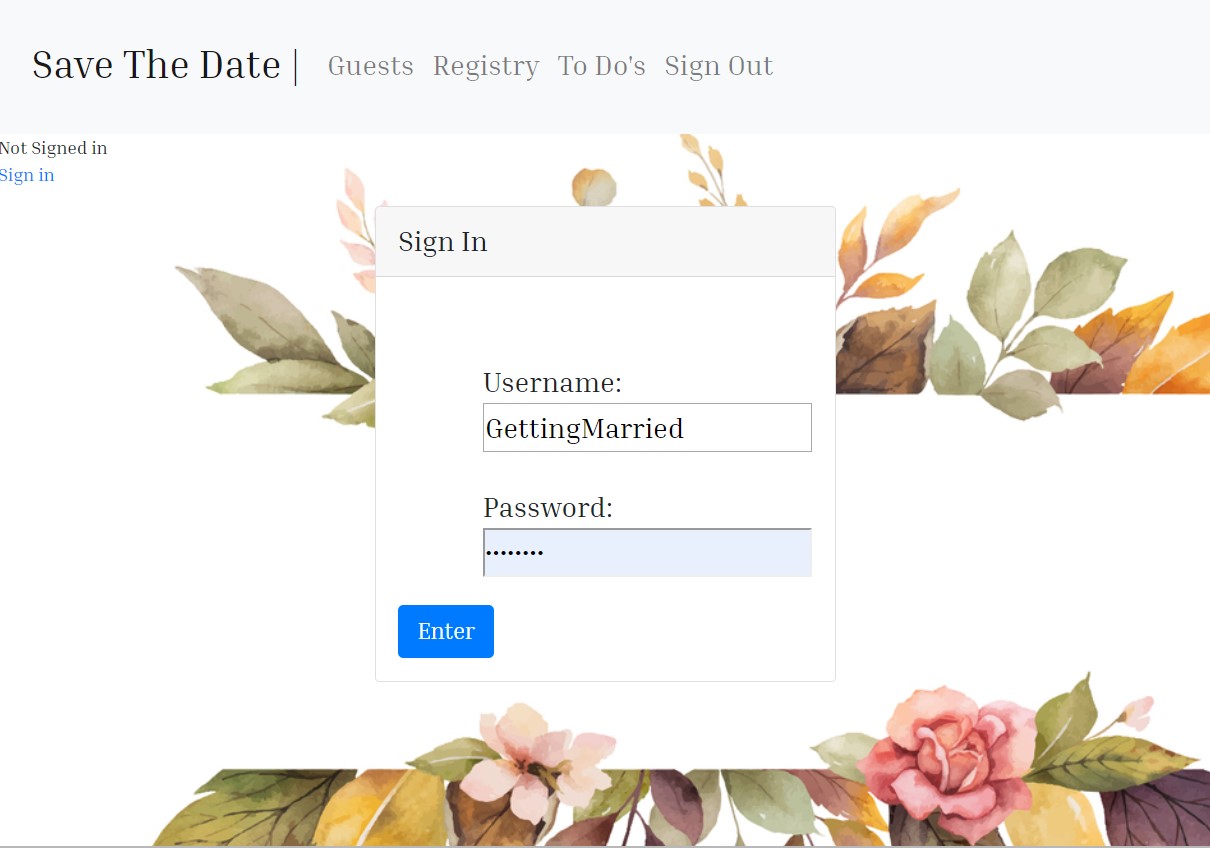 Save The Date | Guests Registry To Do's Sign Out
Not Signed in
Sign in
Sign In
Username:
GettingMarried
Password:
••••••••
Enter